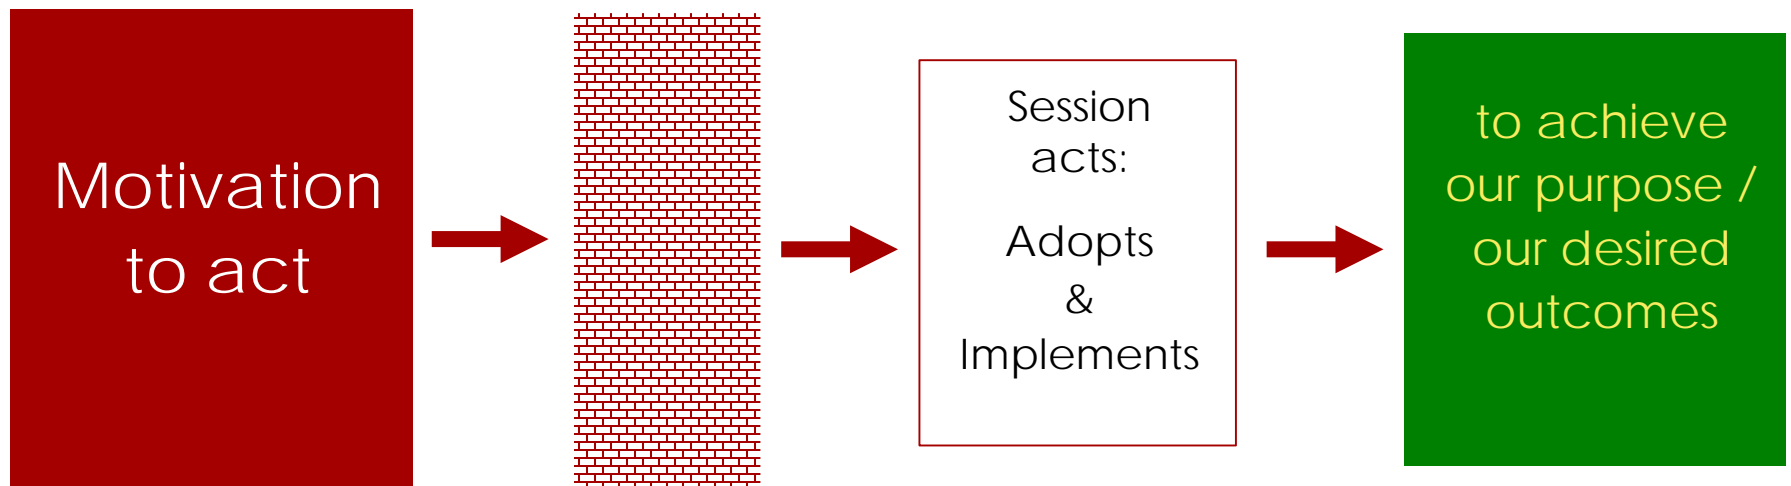 Motivation
to act
Session
acts:
Adopts
&
Implements
to achieve
our purpose /
our desired
outcomes